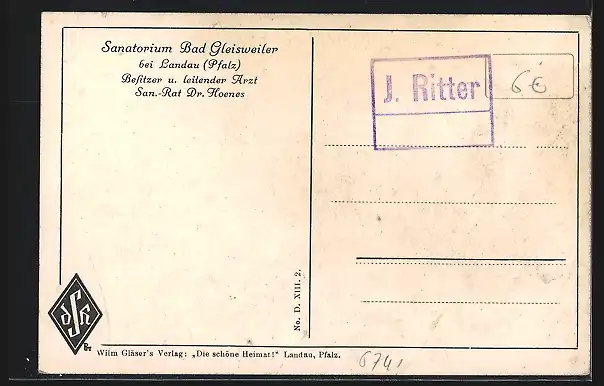 Sanatorium Bad Gleisweiler
bei Landau (Pfalz)
Besitzer u. leitender Arzt
San.-Rat Dr. Hoenes
J. Ritter
6€
No. D. XIII. 2.
dSH
Wilm Gläser's Verlag: „Die schöne Heimat!" Landau, Pfalz.
6741